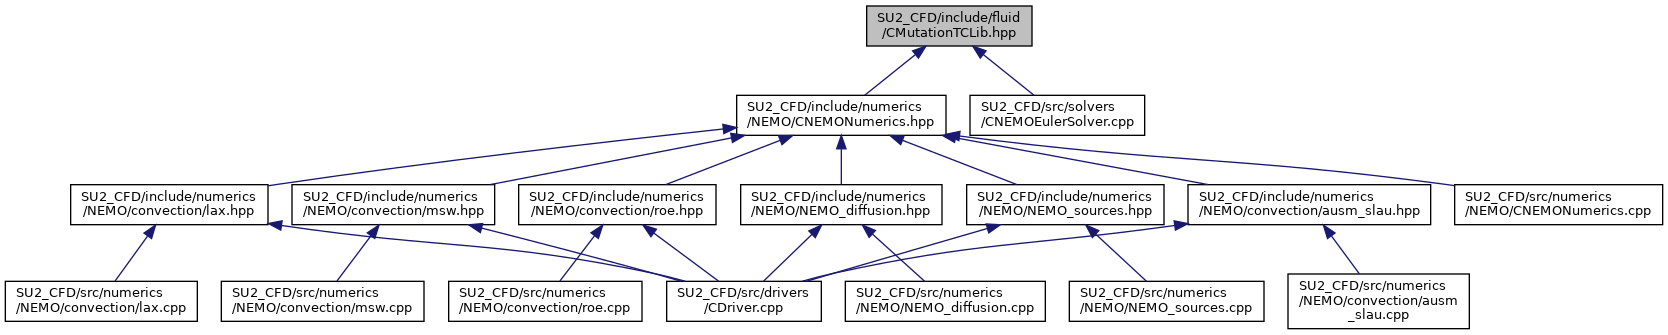 SU2_CFD/include/fluid
/CMutationTCLib.hpp
SU2_CFD/include/numerics
/NEMO/CNEMONumerics.hpp
SU2_CFD/src/solvers
/CNEMOEulerSolver.cpp
SU2_CFD/include/numerics
/NEMO/convection/lax.hpp
SU2_CFD/include/numerics
/NEMO/convection/msw.hpp
SU2_CFD/include/numerics
/NEMO/convection/roe.hpp
SU2_CFD/include/numerics
/NEMO/NEMO_diffusion.hpp
SU2_CFD/include/numerics
/NEMO/NEMO_sources.hpp
SU2_CFD/include/numerics
/NEMO/convection/ausm_slau.hpp
SU2_CFD/src/numerics
/NEMO/CNEMONumerics.cpp
SU2_CFD/src/numerics
/NEMO/convection/lax.cpp
SU2_CFD/src/numerics
/NEMO/convection/msw.cpp
SU2_CFD/src/numerics
/NEMO/convection/roe.cpp
SU2_CFD/src/drivers
/CDriver.cpp
SU2_CFD/src/numerics
/NEMO/NEMO_diffusion.cpp
SU2_CFD/src/numerics
/NEMO/NEMO_sources.cpp
SU2_CFD/src/numerics
/NEMO/convection/ausm
_slau.cpp